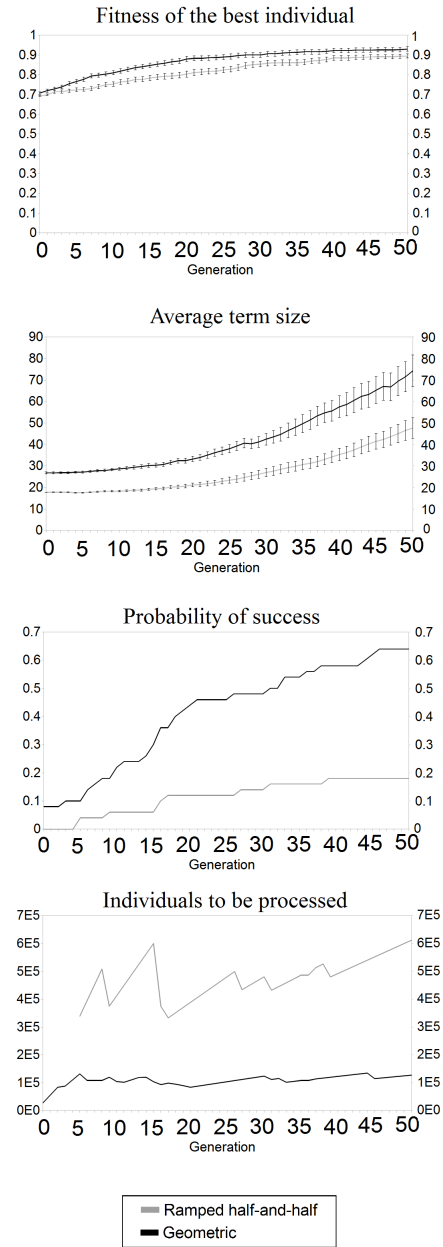 Fitness of the best individual
1 1
0.9 0.9
0.8 0.8
0.7 0.7
0.6 0.6
0.5 0.5
0.4 0.4
0.3 0.3
0.2 0.2
0.1 0.1
0 0
0 5 10 15 20 25 30 35 40 45 50
Generation
Average term size
90 90
80 80
70 70
60 60
50 50
40 40
30 30
20 20
10 10
0 0
0 5 10 15 20 25 30 35 40 45 50
Generation
Probability of success
0.7 0.7
0.6 0.6
0.5 0.5
0.4 0.4
0.3 0.3
0.2 0.2
0.1 0.1
0 0
0 5 10 15 20 25 30 35 40 45 50
Generation
Individuals to be processed
7E5 7E5
6E5 6E5
5E5 5E5
4E5 4E5
3E5 3E5
2E5 2E5
1E5 1E5
0E0 0E0
0 5 10 15 20 25 30 35 40 45 50
Generation
Ramped half-and-half
Geometric